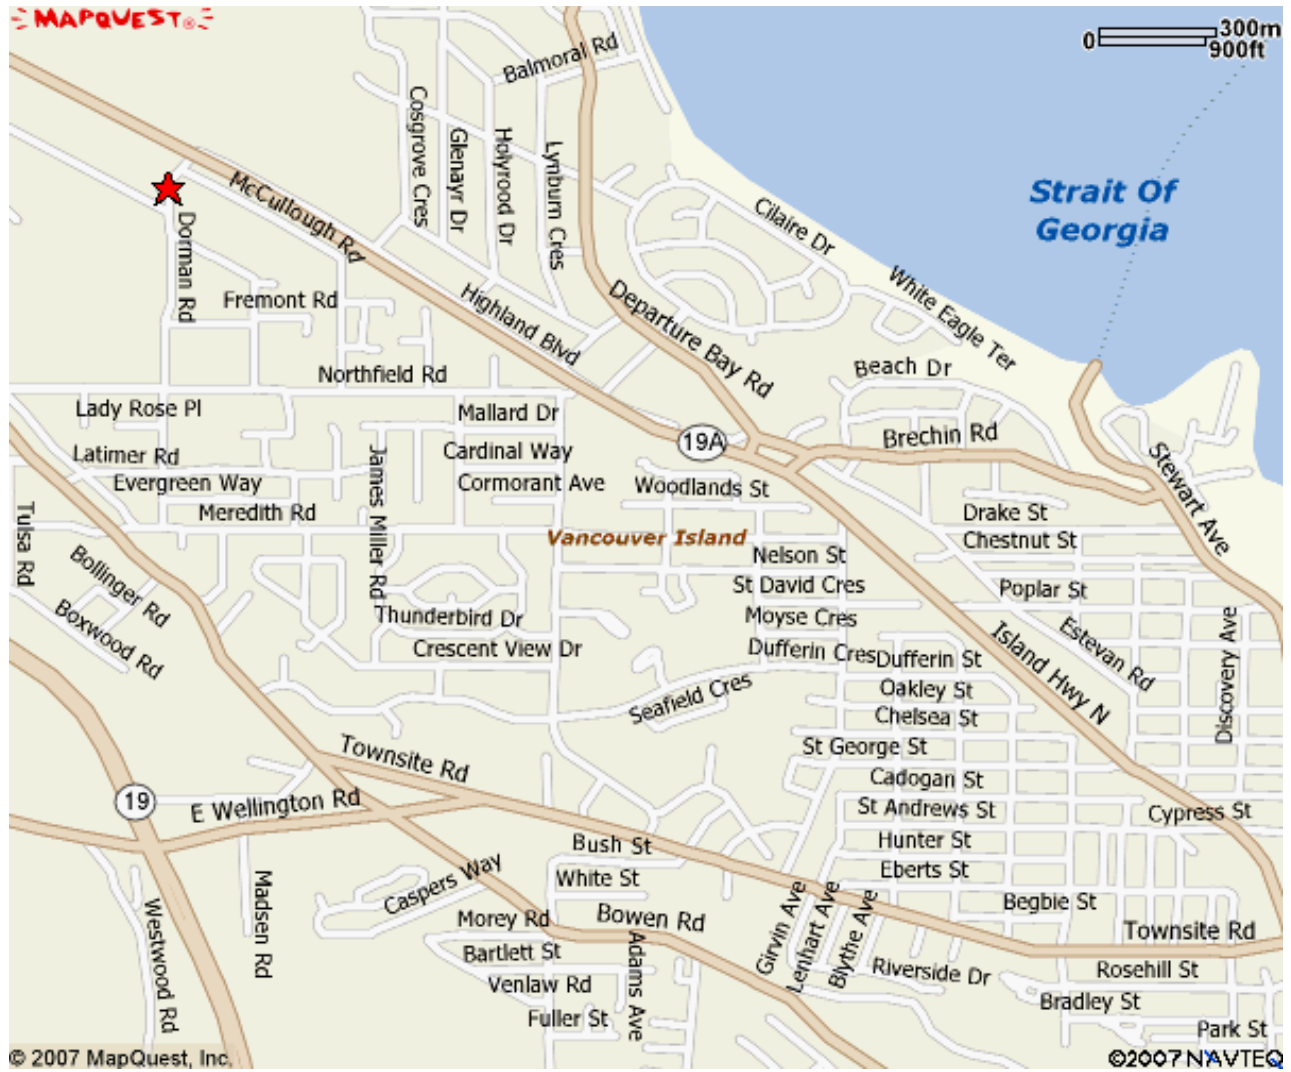 MAPQUEST®
0 300m
900ft
Balmoral Rd
Cosgrove Cres
Glenayr Dr
Holyrood Dr
Lynburn Cres
Strait Of
Georgia
McCullough Rd
Dorman Rd
Cilaire Dr
Fremont Rd
Highland Blvd
Departure Bay Rd
White Eagle Ter
Northfield Rd
Beach Dr
Lady Rose Pl
Mallard Dr
19A
Brechin Rd
Latimer Rd
Cardinal Way
James Miller Rd
Evergreen Way
Cormorant Ave
Woodlands St
Stewart Ave
Meredith Rd
Drake St
Tulsa Rd
Vancouver Island
Chestnut St
Nelson St
Bollinger Rd
St David Cres
Poplar St
Boxwood Rd
Thunderbird Dr
Moyse Cres
Crescent View Dr
Dufferin Cres
Dufferin St
Island Hwy N
Estevan Rd
Discovery Ave
Seafield Cres
Oakley St
Chelsea St
Townsite Rd
St George St
Cadogan St
19
E Wellington Rd
St Andrews St
Cypress St
Bush St
Hunter St
Caspers Way
White St
Eberts St
Madsen Rd
Morey Rd
Bowen Rd
Begbie St
Westwood Rd
Bartlett St
Adams Ave
Girvin Ave
Lenhart Ave
Blythe Ave
Townsite Rd
Riverside Dr
Rosehill St
Venlaw Rd
Bradley St
Fuller St
Park St
© 2007 MapQuest, Inc.
©2007 NAVTEQ